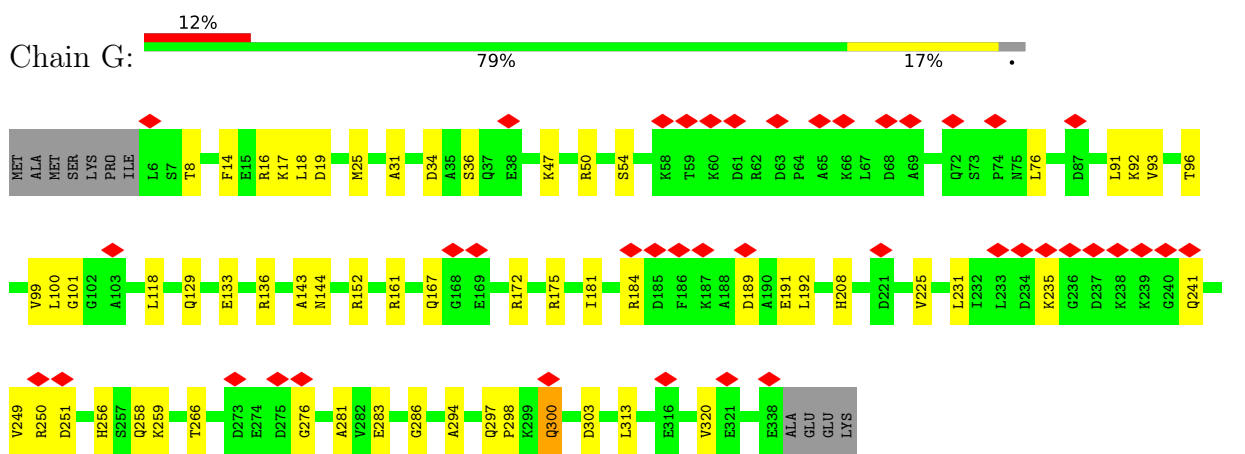 12%
Chain G:
79% 17% •
MET ALA MET SER LYS PRO ILE L6 S7 T8 F14 E15 R16 K17 L18 D19 M25 A31 D34 A35 S36 Q37 E38 K47 R50 S54 K58 T59 K60 D61 R62 D63 P64 A65 K66 L67 D68 A69 Q72 S73 P74 N75 L76 D87 L91 K92 V93 T96
V99 L100 G101 G102 A103 L118 Q129 E133 R136 A143 N144 R152 R161 Q167 G168 E169 R172 R175 I181 R184 D185 F186 K187 A188 D189 A190 E191 L192 H208 D221 V225 L231 I232 L233 D234 K235 G236 D237 K238 K239 G240 Q241
V249 R250 D251 H256 S257 Q258 K259 T266 D273 E274 D275 G276 A281 V282 E283 G286 A294 Q297 P298 K299 Q300 D303 L313 E316 V320 E321 E338 ALA GLU GLU LYS